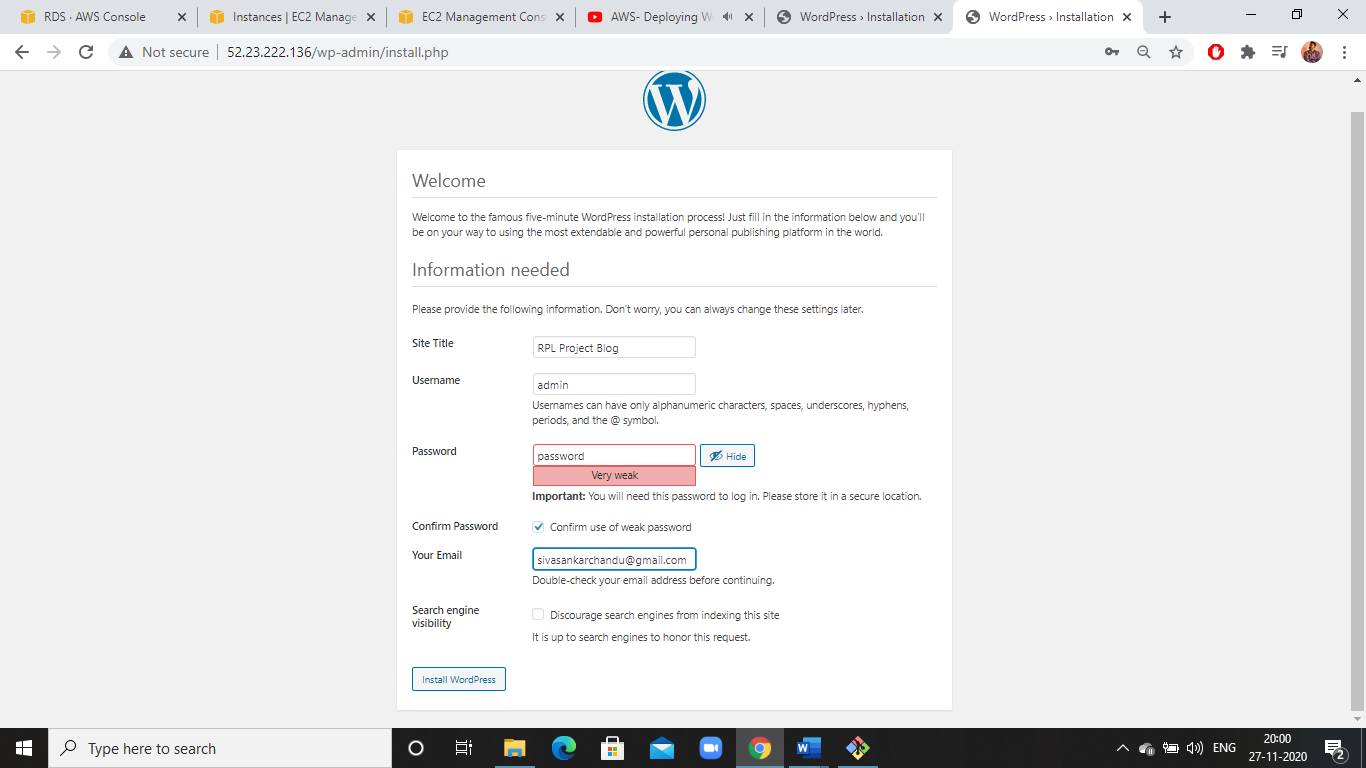 RDS · AWS Console
Instances | EC2 Manage
EC2 Management Cons
AWS- Deploying W
WordPress › Installation
WordPress › Installation
Not secure
52.23.222.136/wp-admin/install.php
Welcome
Welcome to the famous five-minute WordPress installation process! Just fill in the information below and you'll
be on your way to using the most extendable and powerful personal publishing platform in the world.
Information needed
Please provide the following information. Don't worry, you can always change these settings later.
Site Title
RPL Project Blog
Username
admin
Usernames can have only alphanumeric characters, spaces, underscores, hyphens,
periods, and the @ symbol.
Password
password
Hide
Very weak
Important: You will need this password to log in. Please store it in a secure location.
Confirm Password
Confirm use of weak password
Your Email
sivasankarchandu@gmail.com
Double-check your email address before continuing.
Search engine
visibility
Discourage search engines from indexing this site
It is up to search engines to honor this request.
Install WordPress
Type here to search
ENG
20:00
27-11-2020
2